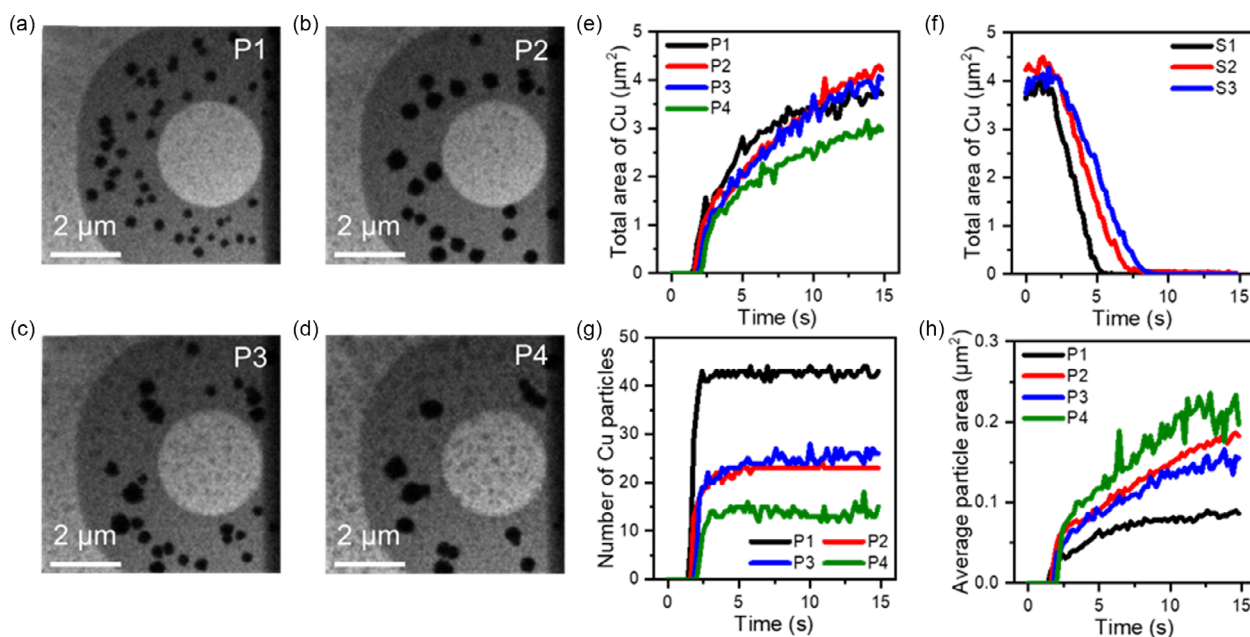 (a)
P1
2 μm
(b)
P2
2 μm
(c)
P3
2 μm
(d)
P4
2 μm
(e)
Total area of Cu (μm²)
5
4
3
2
1
0
P1
P2
P3
P4
0 5 10 15
Time (s)
(f)
Total area of Cu (μm²)
5
4
3
2
1
0
S1
S2
S3
0 5 10 15
Time (s)
(g)
Number of Cu particles
50
40
30
20
10
0
P1 P2
P3 P4
0 5 10 15
Time (s)
(h)
Average particle area (μm²)
0.3
0.2
0.1
0.0
P1
P2
P3
P4
0 5 10 15
Time (s)